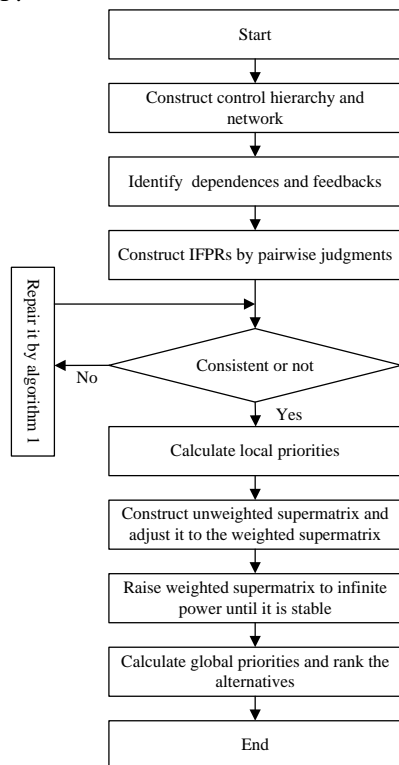 Start
Construct control hierarchy and
network
Identify dependences and feedbacks
Construct IFPRs by pairwise judgments
Repair it by algorithm 1
Consistent or not
No
Yes
Calculate local priorities
Construct unweighted supermatrix and
adjust it to the weighted supermatrix
Raise weighted supermatrix to infinite
power until it is stable
Calculate global priorities and rank the
alternatives
End